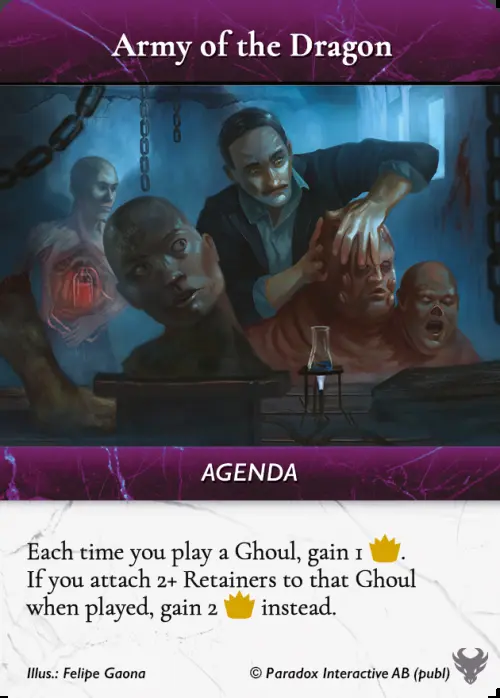 Army of the Dragon
AGENDA
Each time you play a Ghoul, gain 1 .
If you attach 2+ Retainers to that Ghoul
when played, gain 2 instead.
Illus.: Felipe Gaona © Paradox Interactive AB (publ)